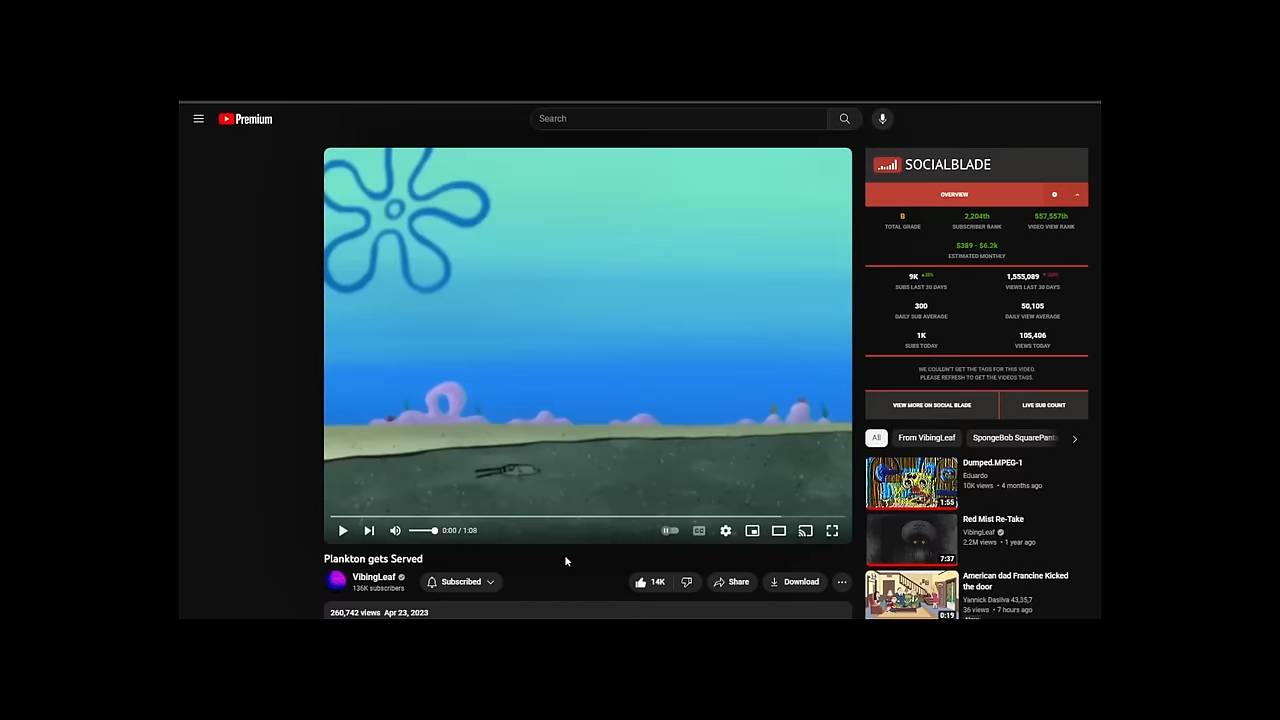 Premium
Search
SOCIALBLADE
OVERVIEW
B
2,204th
557,557th
TOTAL GRADE
SUBSCRIBER RANK
VIDEO VIEW RANK
$389 - $6.2k
ESTIMATED MONTHLY
9K
1,555,089
SUBS LAST 30 DAYS
VIEWS LAST 30 DAYS
300
50,105
DAILY SUB AVERAGE
DAILY VIEW AVERAGE
1K
105,406
SUBS TODAY
VIEWS TODAY
WE COULDN'T GET THE TAGS FOR THIS VIDEO.
PLEASE REFRESH TO GET THE VIDEOS TAGS.
VIEW MORE ON SOCIAL BLADE
LIVE SUB COUNT
All
From VibingLeaf
SpongeBob SquarePants
Dumped.MPEG-1
Eduardo
10K views • 4 months ago
1:55
Red Mist Re-Take
VibingLeaf
2.2M views • 1 year ago
7:37
American dad Francine Kicked
the door
Yannick Dasilva 43,35,7
36 views • 7 hours ago
0:19
0:00 / 1:08
CC
Plankton gets Served
VibingLeaf
136K subscribers
Subscribed
14K
Share
Download
260,742 views Apr 23, 2023